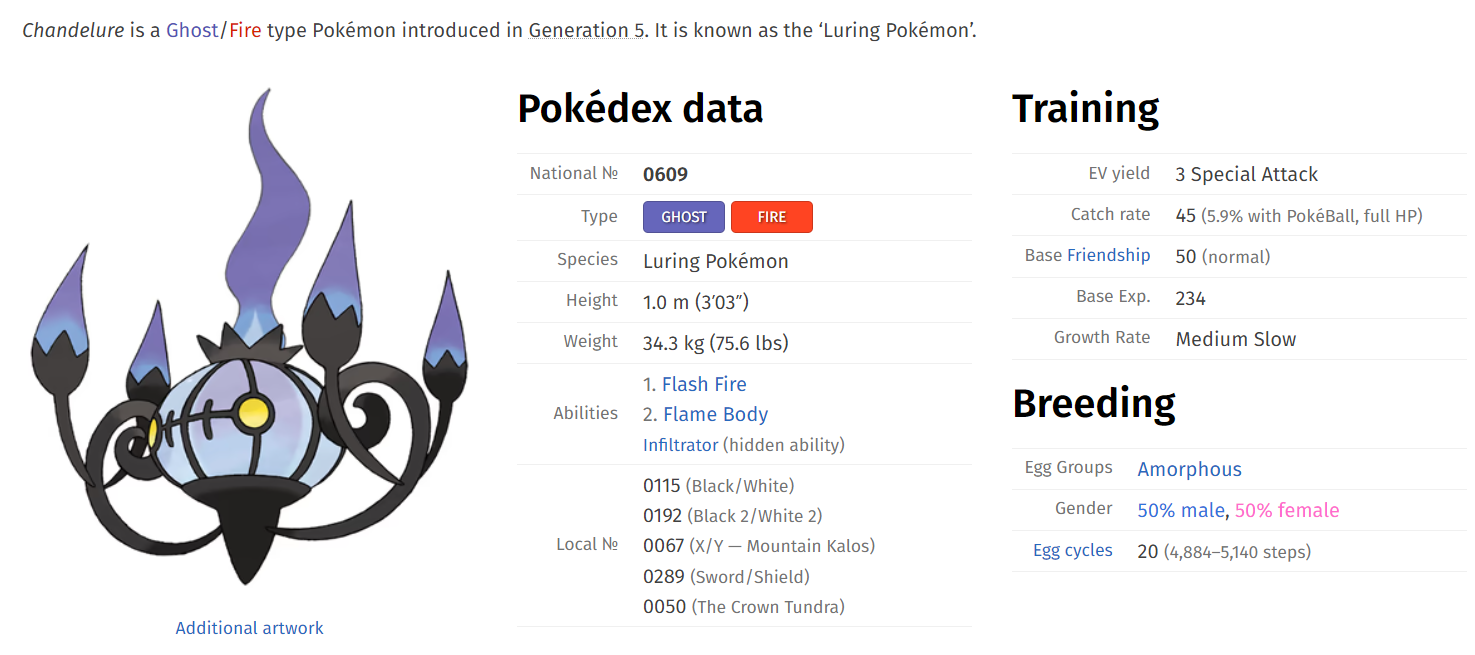 Chandelure is a Ghost/Fire type Pokémon introduced in Generation 5. It is known as the ‘Luring Pokémon’.
Additional artwork
Pokédex data
National № 0609
Type GHOST FIRE
Species Luring Pokémon
Height 1.0 m (3′03″)
Weight 34.3 kg (75.6 lbs)
Abilities
1. Flash Fire
2. Flame Body
Infiltrator (hidden ability)
Local №
0115 (Black/White)
0192 (Black 2/White 2)
0067 (X/Y — Mountain Kalos)
0289 (Sword/Shield)
0050 (The Crown Tundra)
Training
EV yield 3 Special Attack
Catch rate 45 (5.9% with PokéBall, full HP)
Base Friendship 50 (normal)
Base Exp. 234
Growth Rate Medium Slow
Breeding
Egg Groups Amorphous
Gender 50% male, 50% female
Egg cycles 20 (4,884–5,140 steps)